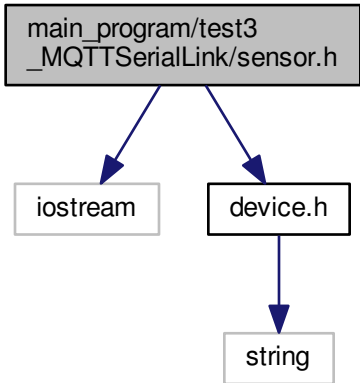 main_program/test3
_MQTTSerialLink/sensor.h
iostream
device.h
string